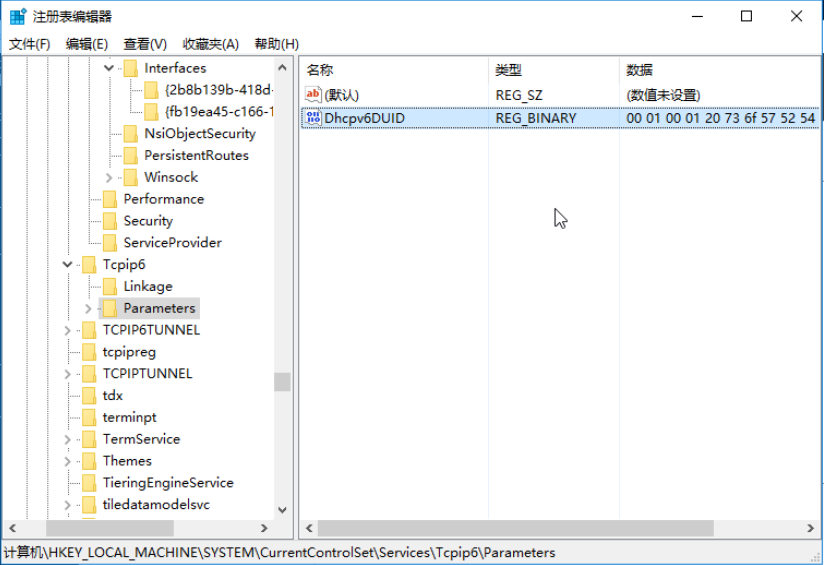 注册表编辑器
文件(F) 编辑(E) 查看(V) 收藏夹(A) 帮助(H)
Interfaces
{2b8b139b-418d-
{fb19ea45-c166-1
NsiObjectSecurity
PersistentRoutes
Winsock
Performance
Security
ServiceProvider
Tcpip6
Linkage
Parameters
TCPIP6TUNNEL
tcpipreg
TCPIPTUNNEL
tdx
terminpt
TermService
Themes
TieringEngineService
tiledatamodelsvc
名称 类型 数据
ab (默认) REG_SZ (数值未设置)
Dhcpv6DUID REG_BINARY 00 01 00 01 20 73 6f 57 52 54
计算机\HKEY_LOCAL_MACHINE\SYSTEM\CurrentControlSet\Services\Tcpip6\Parameters